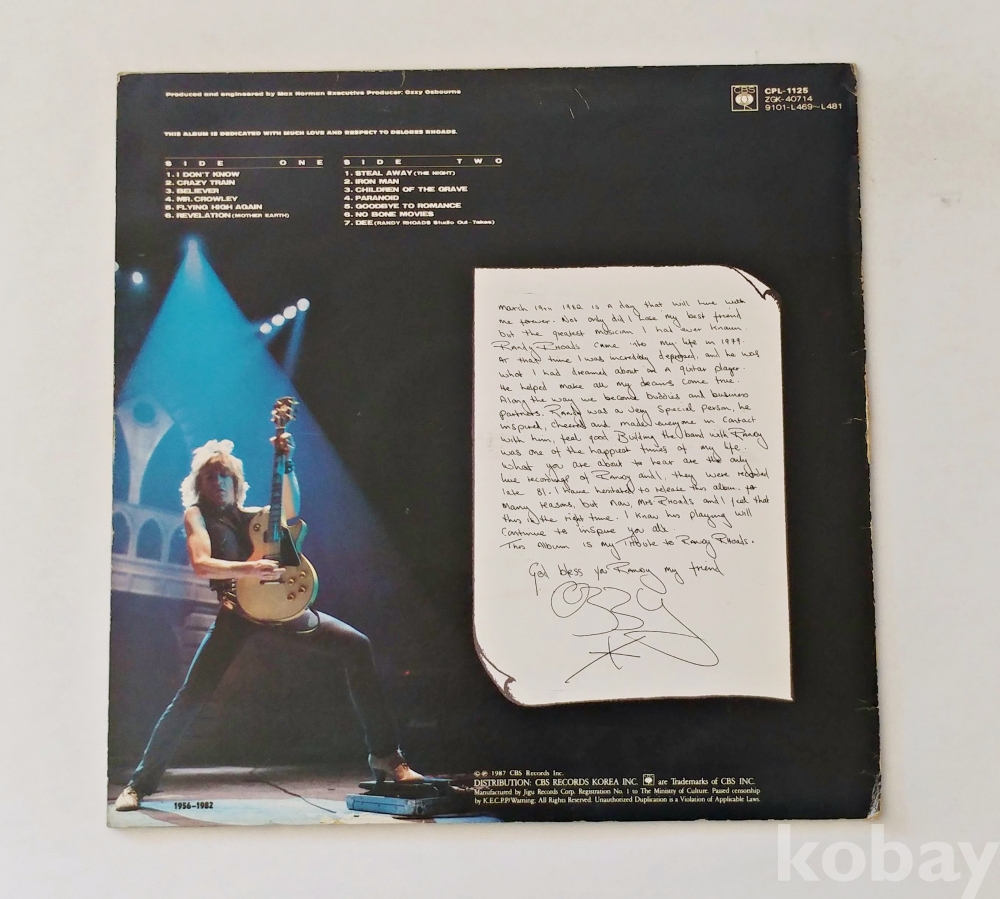 Produced and engineered by Max Norman Executive Producer: Ozzy Osbourne
CBS
CPL-1125
ZGK-40714
9101-L469~L481
THIS ALBUM IS DEDICATED WITH MUCH LOVE AND RESPECT TO DELORES RHOADS.
SIDE ONE
1. I DON'T KNOW
2. CRAZY TRAIN
3. BELIEVER
4. MR. CROWLEY
5. FLYING HIGH AGAIN
6. REVELATION (MOTHER EARTH)
SIDE TWO
1. STEAL AWAY (THE NIGHT)
2. IRON MAN
3. CHILDREN OF THE GRAVE
4. PARANOID
5. GOODBYE TO ROMANCE
6. NO BONE MOVIES
7. DEE (RANDY RHOADS Studio Out-Takes)
March 19th 1982 is a day that will live with
me forever. Not only did I lose my best friend
but the greatest musician I had ever known.
Randy Rhoads came into my life in 1979.
At that time I was incredibly depressed, and he was
what I had dreamed about in a guitar player.
He helped make all my dreams come true.
Along the way we became buddies and business
partners. Randy was a very special person, he
inspired, cheered and made everyone in contact
with him, feel good. Building the band with Randy
was one of the happiest times of my life.
What you are about to hear are the only
live recordings of Randy and I, they were recorded
late 81. I have hesitated to release this album, for
many reasons, but now, Mrs Rhoads and I feel that
this is the right time. I know his playing will
continue to inspire you all.
This Album is my Tribute to Randy Rhoads.
God bless you Randy my friend
Ozzy
1956-1982
©℗ 1987 CBS Records Inc.
DISTRIBUTION: CBS RECORDS KOREA INC. are Trademarks of CBS INC.
Manufactured by Jigu Records Corp. Registration No. 1 to The Ministry of Culture. Passed censorship
by K.E.C.P.P/Warning; All Rights Reserved. Unauthorized Duplication is a Violation of Applicable Laws.
kobay